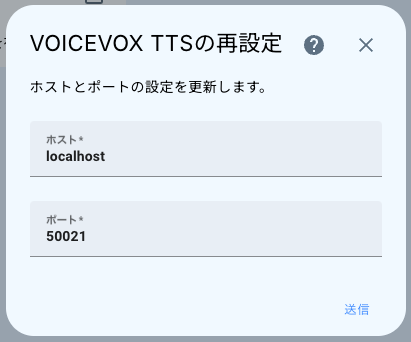 VOICEVOX TTSの再設定
ホストとポートの設定を更新します。
ホスト*
localhost
ポート*
50021
送信